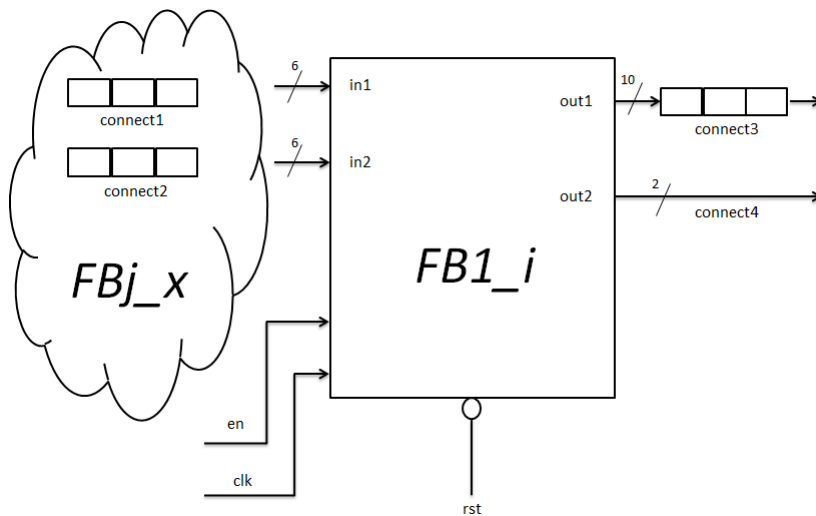 connect1
connect2
FBj_x
6
in1
6
in2
FB1_i
out1
10
connect3
out2
2
connect4
en
clk
rst